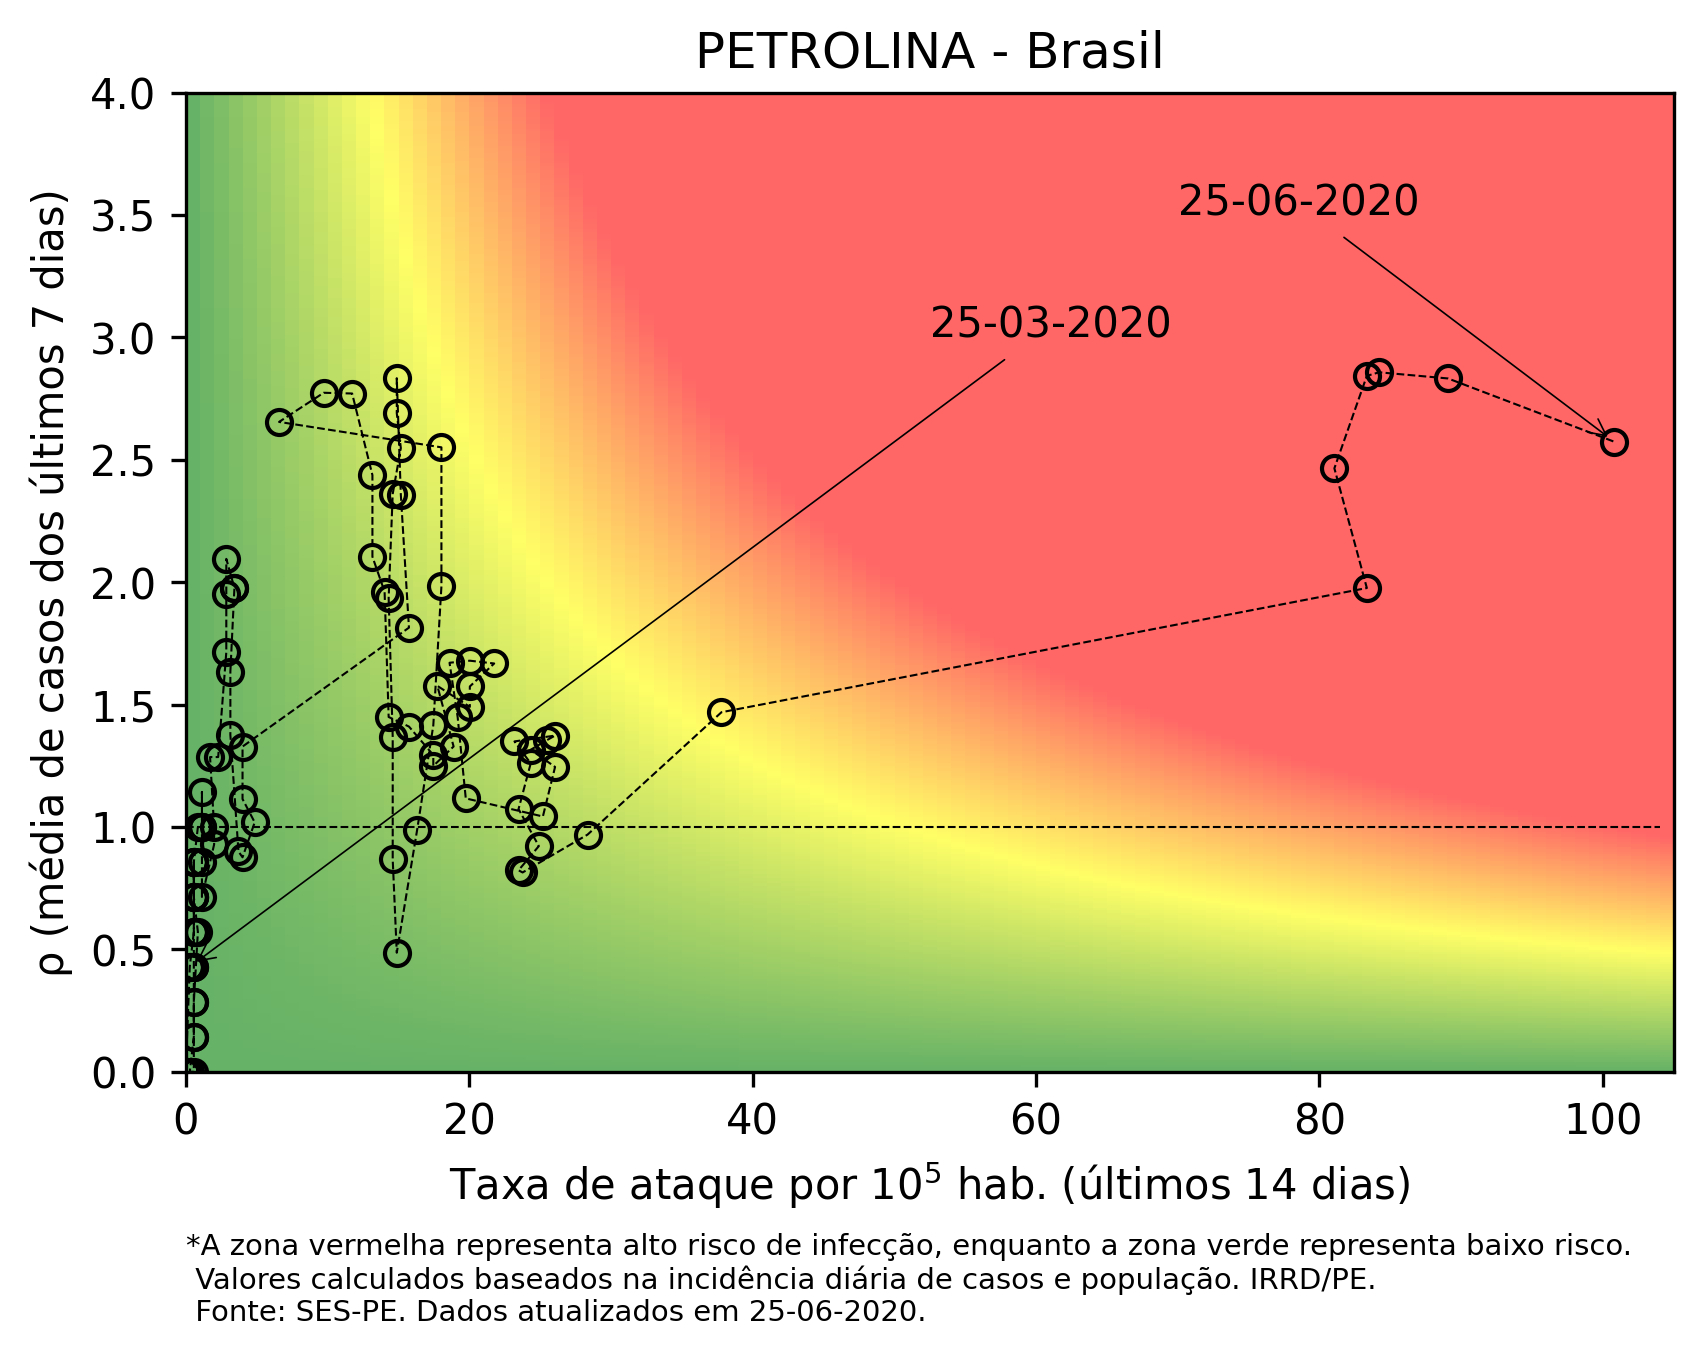 PETROLINA - Brasil
4.0
3.5
3.0
2.5
2.0
1.5
1.0
0.5
0.0
ρ (média de casos dos últimos 7 dias)
25-06-2020
25-03-2020
0 20 40 60 80 100
Taxa de ataque por 10⁵ hab. (últimos 14 dias)
*A zona vermelha representa alto risco de infecção, enquanto a zona verde representa baixo risco.
Valores calculados baseados na incidência diária de casos e população. IRRD/PE.
Fonte: SES-PE. Dados atualizados em 25-06-2020.